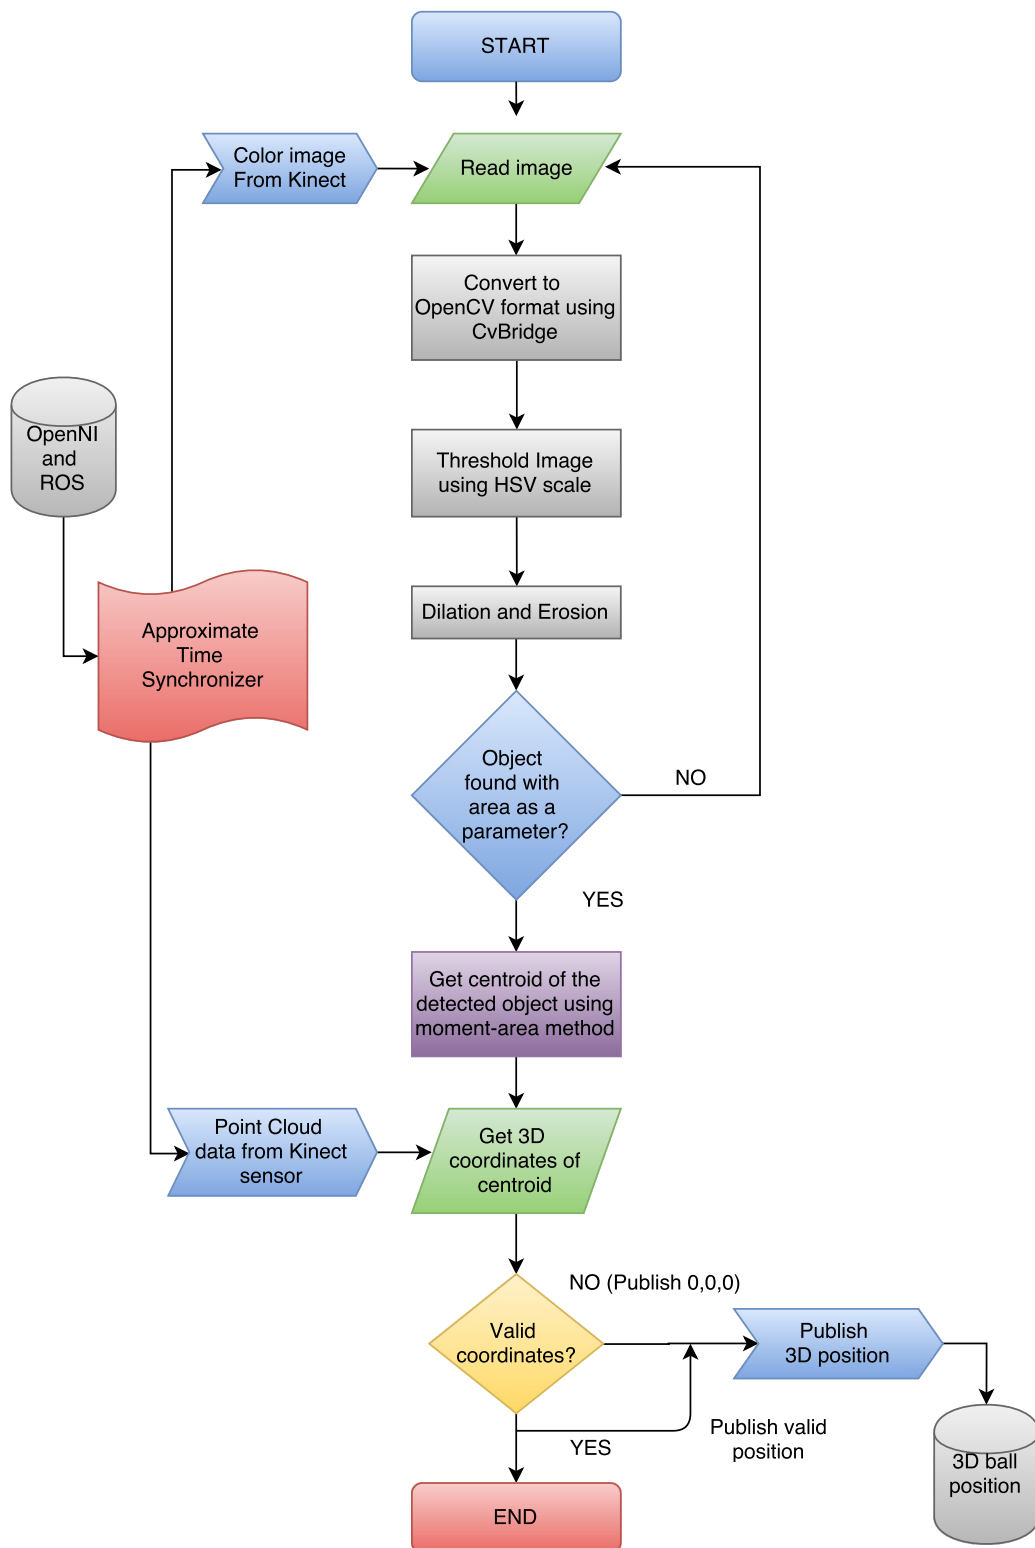 START
Color image
From Kinect
Read image
Convert to
OpenCV format using
CvBridge
OpenNI
and
ROS
Threshold Image
using HSV scale
Dilation and Erosion
Approximate
Time
Synchronizer
Object
found with
area as a
parameter?
NO
YES
Get centroid of the
detected object using
moment-area method
Point Cloud
data from Kinect
sensor
Get 3D
coordinates of
centroid
NO (Publish 0,0,0)
Valid
coordinates?
Publish
3D position
Publish valid
position
YES
3D ball
position
END